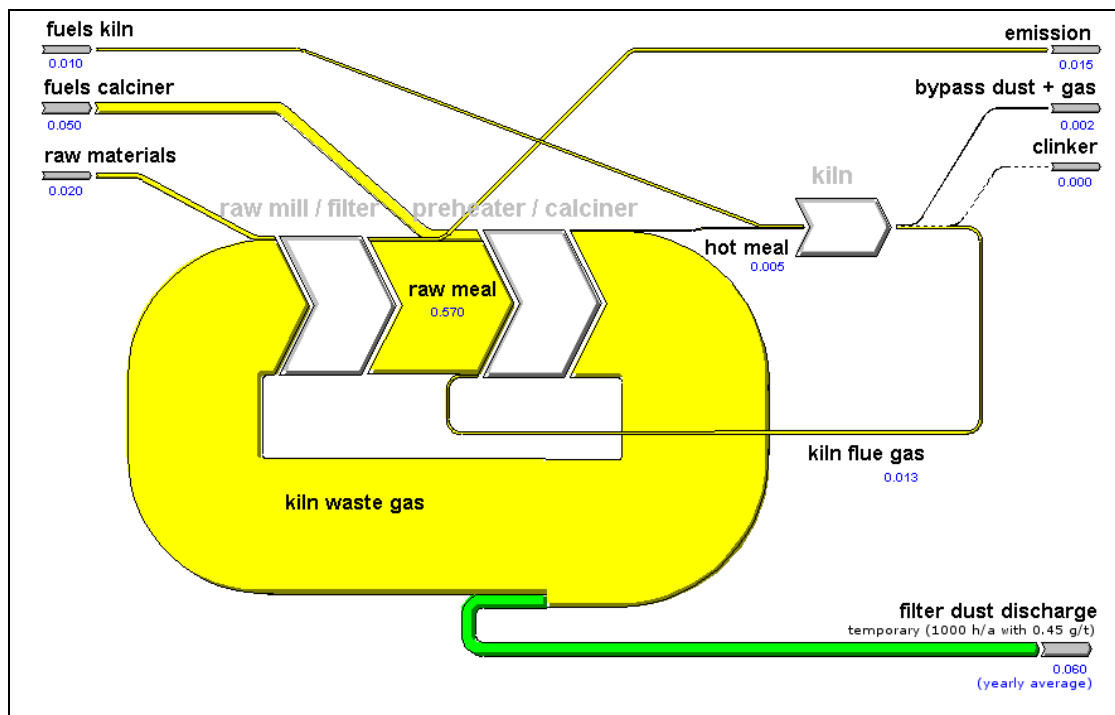 fuels kiln
0.010
emission
0.015
fuels calciner
0.050
bypass dust + gas
0.002
raw materials
0.020
clinker
0.000
kiln
raw mill / filter
preheater / calciner
hot meal
0.005
raw meal
0.570
kiln flue gas
0.013
kiln waste gas
filter dust discharge
temporary (1000 h/a with 0.45 g/t)
0.060
(yearly average)